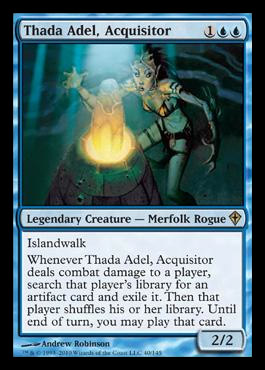 Thada Adel, Acquisitor 1
Legendary Creature — Merfolk Rogue
Islandwalk
Whenever Thada Adel, Acquisitor
deals combat damage to a player,
search that player's library for an
artifact card and exile it. Then that
player shuffles his or her library. Until
end of turn, you may play that card.
Andrew Robinson
™ & © 1993–2010 Wizards of the Coast LLC 40/145
2/2